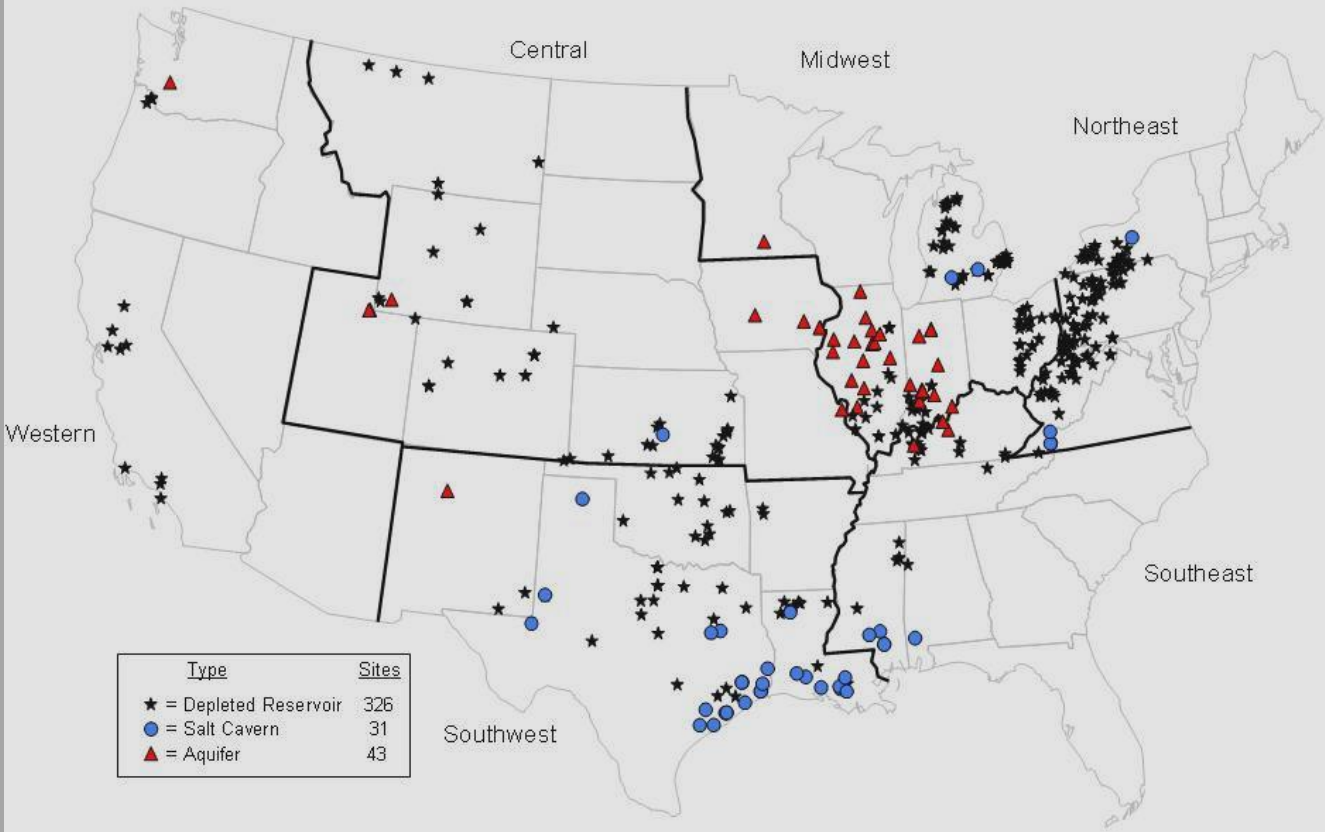 Central
Midwest
Northeast
Western
Southeast
Southwest
Type Sites
= Depleted Reservoir 326
= Salt Cavern 31
= Aquifer 43